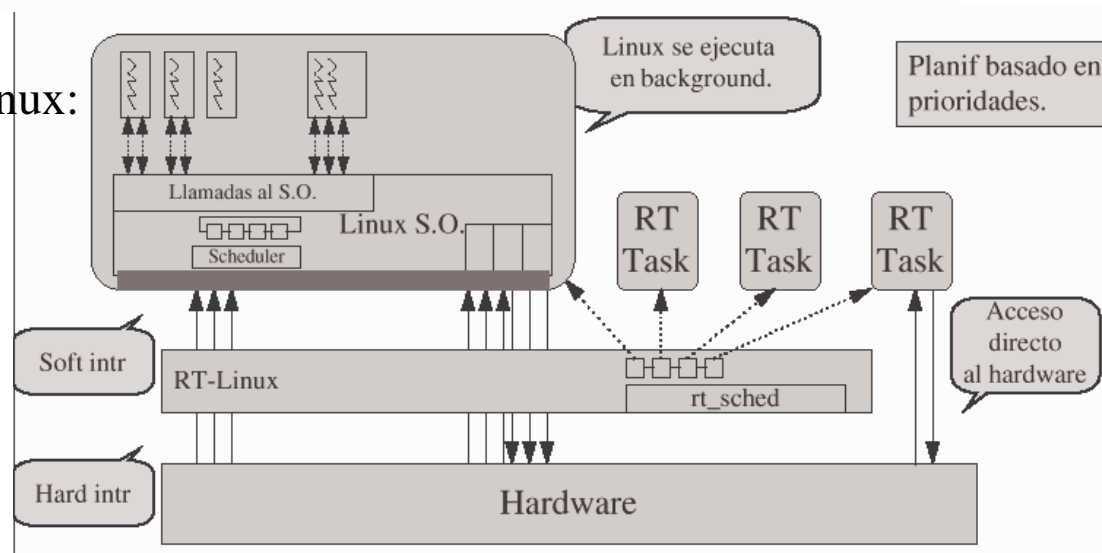 Linux se ejecuta
en background.
Planif basado en
prioridades.
nux:
Llamadas al S.O.
Linux S.O.
Scheduler
RT
Task
RT
Task
RT
Task
Acceso
directo
al hardware
Soft intr
RT-Linux
rt_sched
Hard intr
Hardware